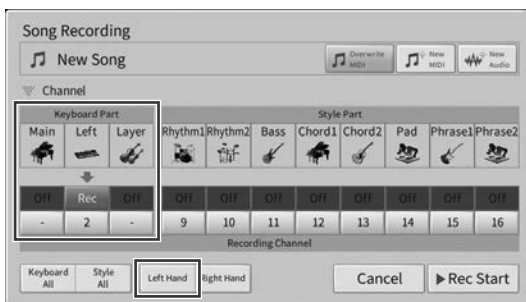 Song Recording
New Song
Overwrite MIDI
New MIDI
New Audio
Channel
Keyboard Part Style Part
Main Left Layer Rhythm1 Rhythm2 Bass Chord1 Chord2 Pad Phrase1 Phrase2
Off Rec Off Off Off Off Off Off Off Off Off
- 2 - 9 10 11 12 13 14 15 16
Recording Channel
Keyboard All
Style All
Left Hand
Right Hand
Cancel
Rec Start